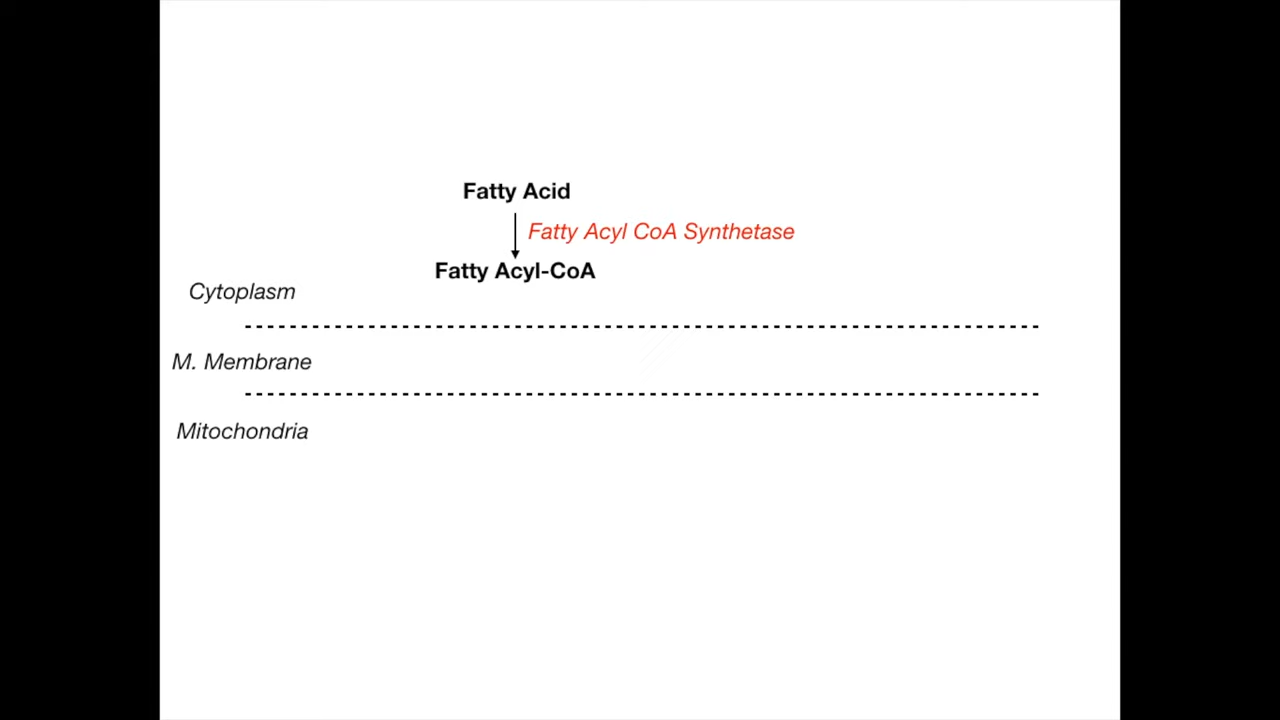 Fatty Acid
Fatty Acyl CoA Synthetase
Fatty Acyl-CoA
Cytoplasm
M. Membrane
Mitochondria